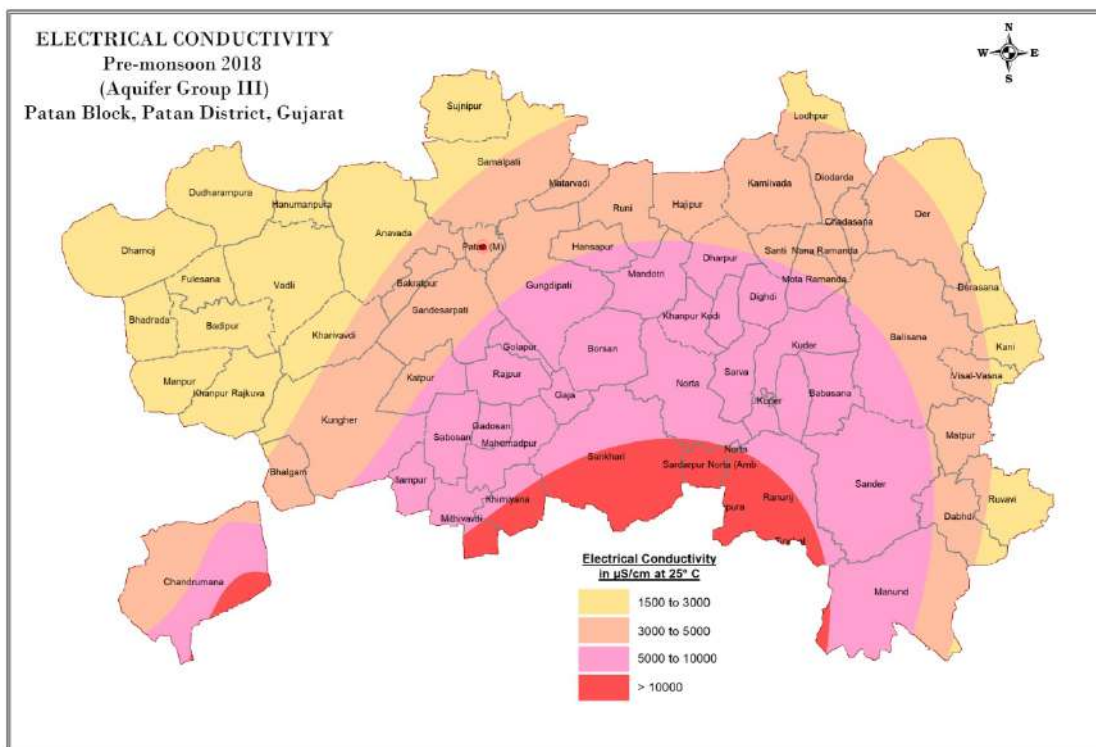 ELECTRICAL CONDUCTIVITY
Pre-monsoon 2018
(Aquifer Group III)
Patan Block, Patan District, Gujarat
N
W
E
S
Sujnipur
Lodhpur
Samalpati
Matarvadi
Kamlivada
Diodarda
Dudharampura
Hanumanpura
Runi
Hajipur
Der
Chadasana
Anavada
Dharnoj
Patan (M)
Hansapur
Santi
Nana Ramanda
Dharpur
Mandotri
Mota Ramanda
Fulesana
Vadli
Bakratpur
Gungdipati
Dighdi
Borasana
Sandesarpati
Khanpur Kodi
Bhadrada
Badipur
Kharivavdi
Golapur
Borsan
Kuder
Balisana
Kani
Manpur
Khanpur Rajkuva
Katpur
Rajpur
Sarva
Visal-Vasna
Gaja
Norta
Kuder
Babasana
Kungher
Sabosan
Gadosan
Mahemadpur
Matpur
Bhalgam
Sankhari
Norta
Sardarpur Norta (Amb
Ilampur
Khimiyana
Ranunj
Sander
Ruvavi
Mithivavdi
pura
Dabhdi
Chandrumana
Manund
Electrical Conductivity
in µS/cm at 25° C
1500 to 3000
3000 to 5000
5000 to 10000
> 10000